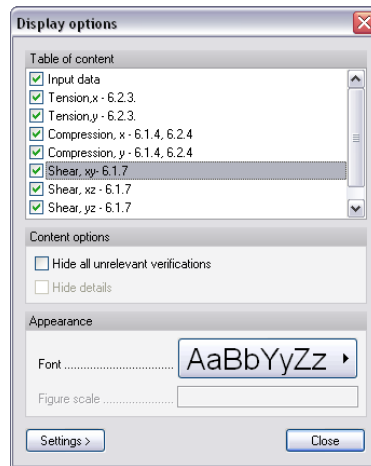 Display options
Table of content
Input data
Tension,x - 6.2.3.
Tension,y - 6.2.3.
Compression, x - 6.1.4, 6.2.4
Compression, y - 6.1.4, 6.2.4
Shear, xy- 6.1.7
Shear, xz - 6.1.7
Shear, yz - 6.1.7
Content options
Hide all unrelevant verifications
Hide details
Appearance
Font ............................ AaBbYyZz
Figure scale ..................
Settings > Close